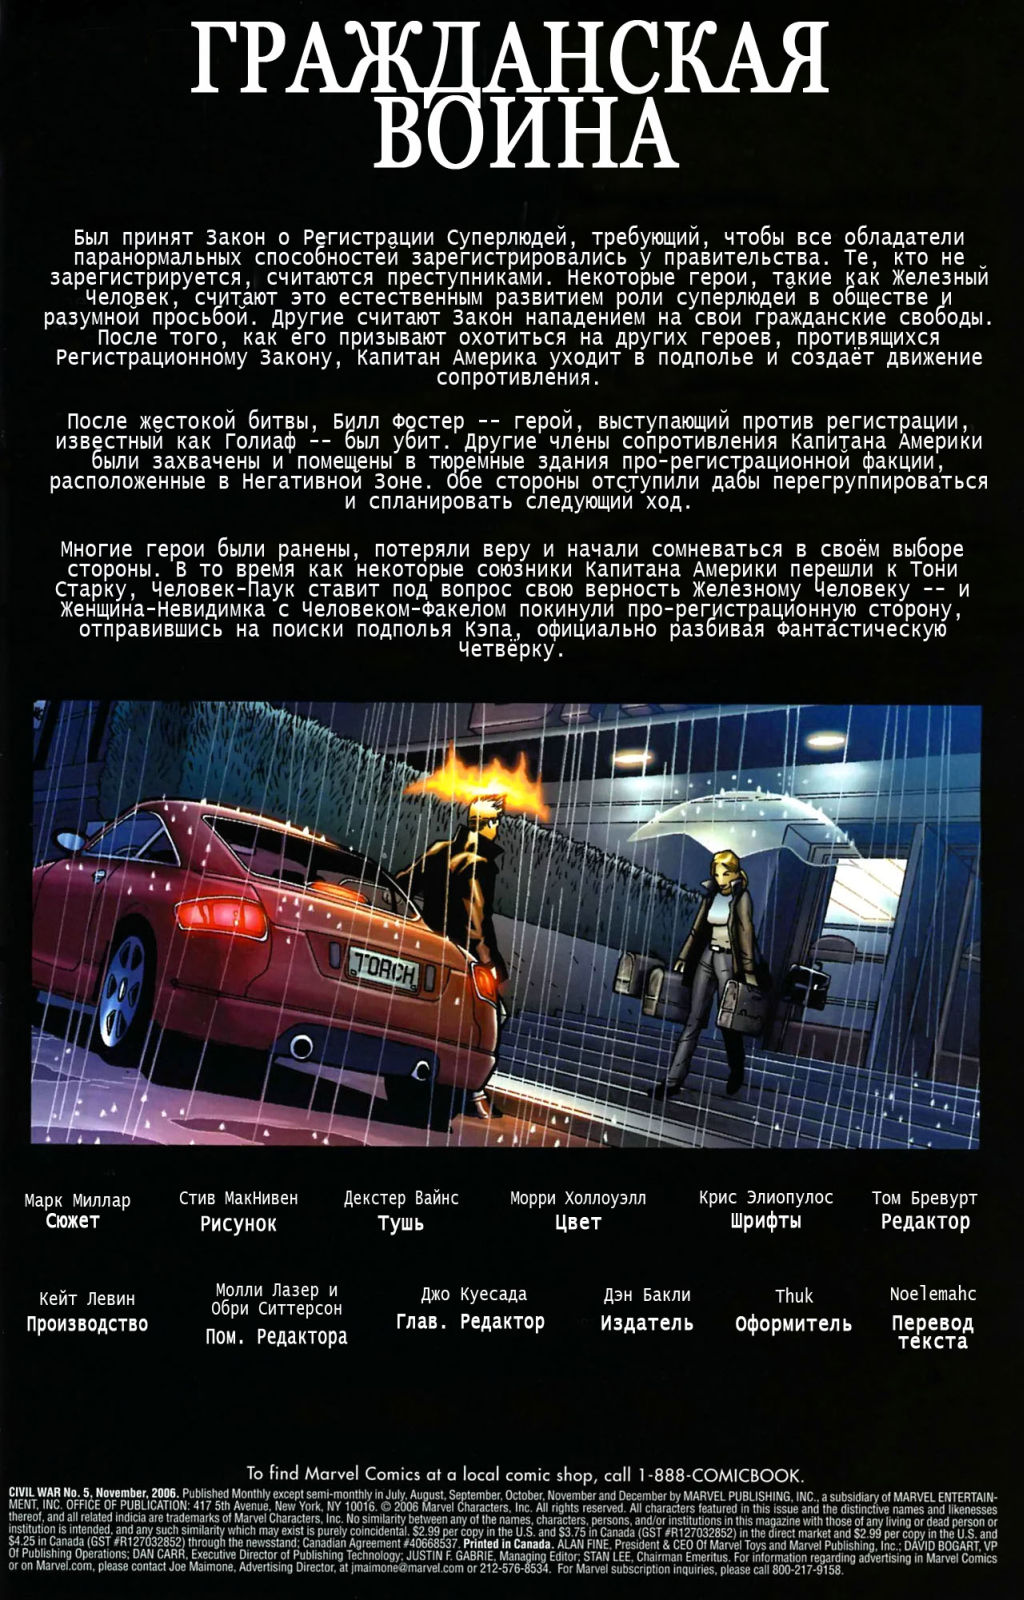 ГРАЖДАНСКАЯ
ВОЙНА
Был принят Закон о Регистрации Суперлюдей, требующий, чтобы все обладатели
паранормальных способностей зарегистрировались у правительства. Те, кто не
зарегистрируется, считаются преступниками. Некоторые герои, такие как Железный
Человек, считают это естественным развитием роли суперлюдей в обществе и
разумной просьбой. Другие считают Закон нападением на свои гражданские свободы.
После того, как его призывают охотиться на других героев, противящихся
Регистрационному Закону, Капитан Америка уходит в подполье и создаёт движение
сопротивления.
После жестокой битвы, Билл Фостер -- герой, выступающий против регистрации,
известный как Голиаф -- был убит. Другие члены сопротивления Капитана Америки
были захвачены и помещены в тюремные здания про-регистрационной факции,
расположенные в Негативной Зоне. Обе стороны отступили дабы перегруппироваться
и спланировать следующий ход.
Многие герои были ранены, потеряли веру и начали сомневаться в своём выборе
стороны. В то время как некоторые союзники Капитана Америки перешли к Тони
Старку, Человек-Паук ставит под вопрос свою верность Железному Человеку -- и
Женщина-Невидимка с Человеком-Факелом покинули про-регистрационную сторону,
отправившись на поиски подполья Кэпа, официально разбивая Фантастическую
Четвёрку.
TORCH
Марк Миллар
Сюжет
Стив МакНивен
Рисунок
Декстер Вайнс
Тушь
Морри Холлоуэлл
Цвет
Крис Элиопулос
Шрифты
Том Бревурт
Редактор
Кейт Левин
Производство
Молли Лазер и
Обри Ситтерсон
Пом. Редактора
Джо Куесада
Глав. Редактор
Дэн Бакли
Издатель
Thuk
Оформитель
Noelemahc
Перевод
текста
To find Marvel Comics at a local comic shop, call 1-888-COMICBOOK.
CIVIL WAR No. 5, November, 2006. Published Monthly except semi-monthly in July, August, September, October, November and December by MARVEL PUBLISHING, INC., a subsidiary of MARVEL ENTERTAIN-
MENT, INC. OFFICE OF PUBLICATION: 417 5th Avenue, New York, NY 10016. © 2006 Marvel Characters, Inc. All rights reserved. All characters featured in this issue and the distinctive names and likenesses
thereof, and all related indicia are trademarks of Marvel Characters, Inc. No similarity between any of the names, characters, persons, and/or institutions in this magazine with those of any living or dead person or
institution is intended, and any such similarity which may exist is purely coincidental. $2.99 per copy in the U.S. and $3.75 in Canada (GST #R127032852) in the direct market and $2.99 per copy in the U.S. and
$4.25 in Canada (GST #R127032852) through the newsstand; Canadian Agreement #40668537. Printed in Canada. ALAN FINE, President & CEO Of Marvel Toys and Marvel Publishing, Inc.; DAVID BOGART, VP
Of Publishing Operations; DAN CARR, Executive Director of Publishing Technology; JUSTIN F. GABRIE, Managing Editor; STAN LEE, Chairman Emeritus. For information regarding advertising in Marvel Comics
or on Marvel.com, please contact Joe Maimone, Advertising Director, at jmaimone@marvel.com or 212-576-8534. For Marvel subscription inquiries, please call 800-217-9158.